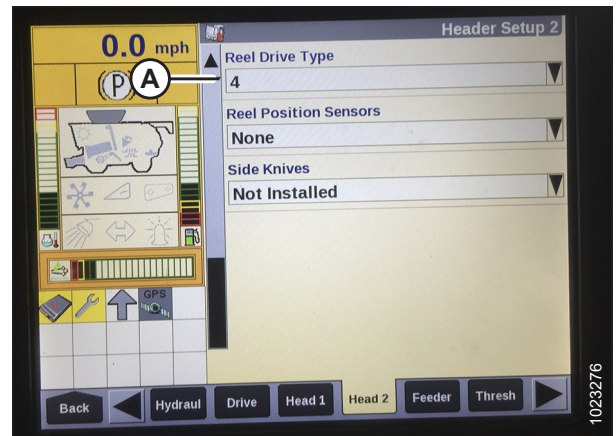 Header Setup 2
0.0 mph
(P)
A
Reel Drive Type
4
Reel Position Sensors
None
Side Knives
Not Installed
GPS
Back
Hydraul
Drive
Head 1
Head 2
Feeder
Thresh
1023276